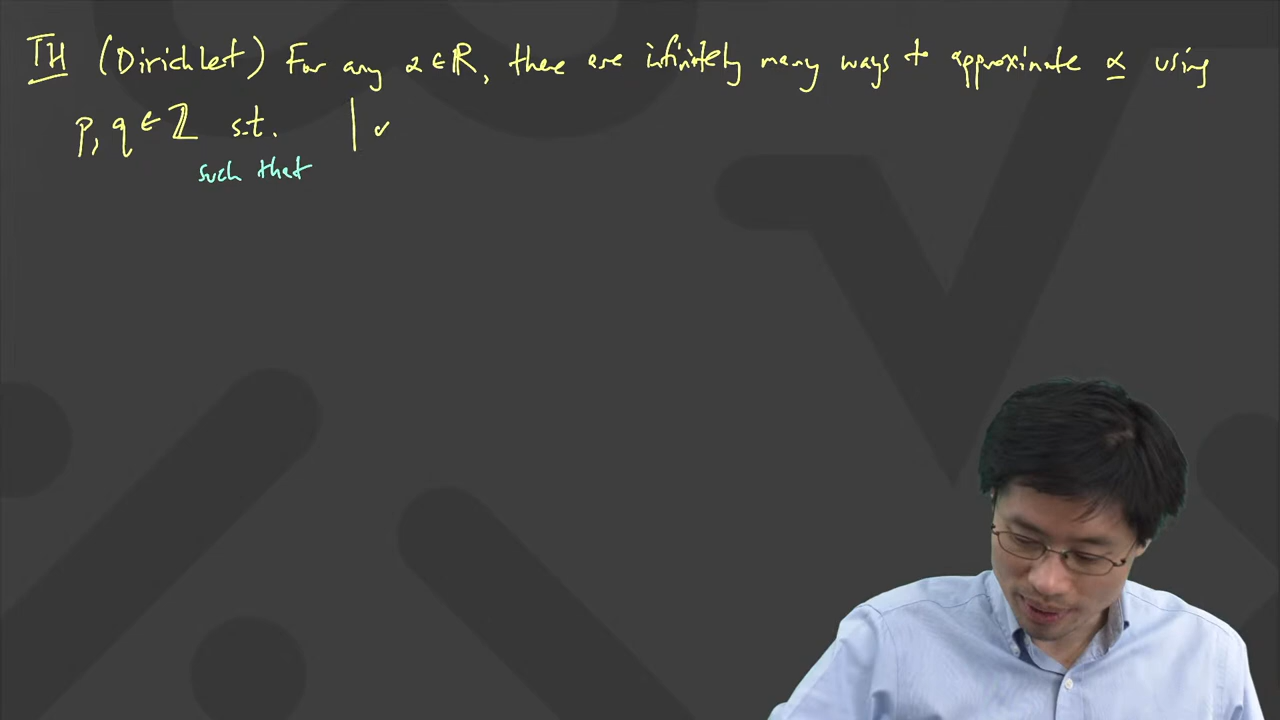 TH (Dirichlet) For any α ∈ ℝ, there are infinitely many ways to approximate α using
p, q ∈ ℤ s.t. | α
such that